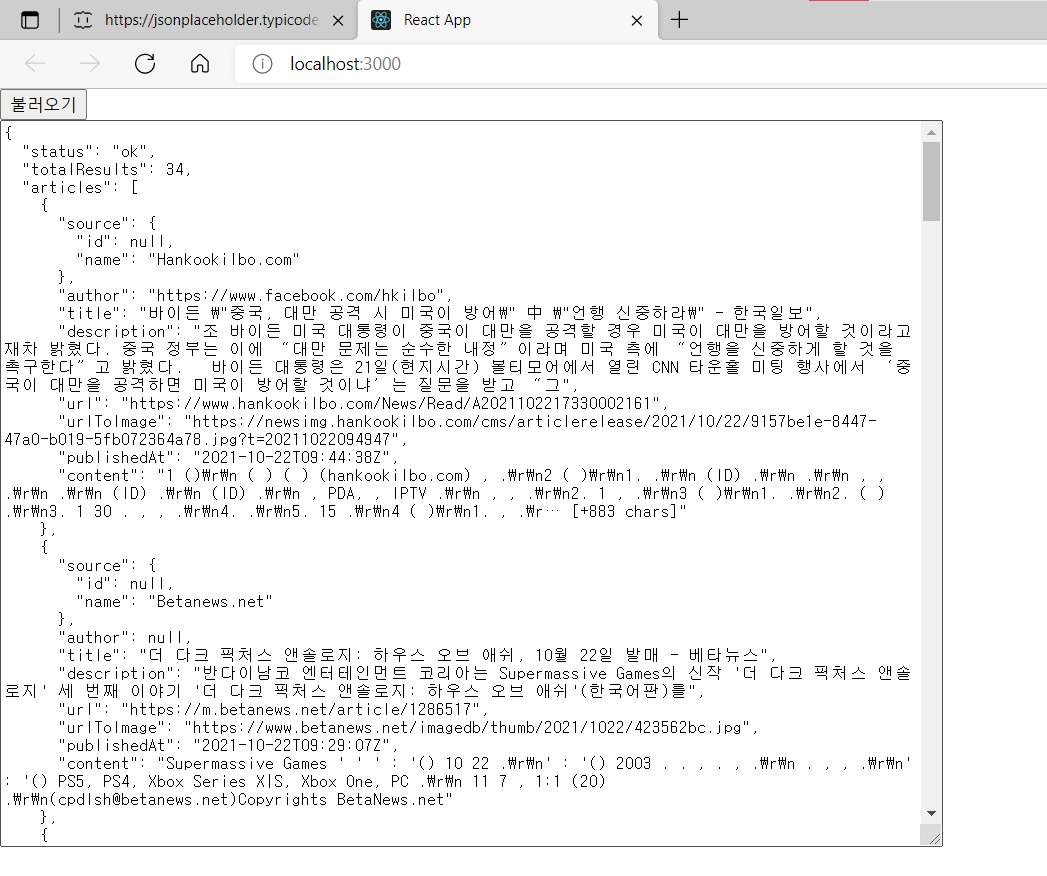 https://jsonplaceholder.typicode
React App
localhost:3000
불러오기
{
"status": "ok",
"totalResults": 34,
"articles": [
{
"source": {
"id": null,
"name": "Hankookilbo.com"
},
"author": "https://www.facebook.com/hkilbo",
"title": "바이든 ₩"중국, 대만 공격 시 미국이 방어₩" 中 ₩"언행 신중하라₩" - 한국일보",
"description": "조 바이든 미국 대통령이 중국이 대만을 공격할 경우 미국이 대만을 방어할 것이라고
재차 밝혔다. 중국 정부는 이에 “대만 문제는 순수한 내정”이라며 미국 측에 “언행을 신중하게 할 것을
촉구한다”고 밝혔다. 바이든 대통령은 21일(현지시간) 볼티모어에서 열린 CNN 타운홀 미팅 행사에서 ‘중
국이 대만을 공격하면 미국이 방어할 것이냐’는 질문을 받고 “그",
"url": "https://www.hankookilbo.com/News/Read/A2021102217330002161",
"urlToImage": "https://newsimg.hankookilbo.com/cms/articlerelease/2021/10/22/9157be1e-8447-
47a0-b019-5fb072364a78.jpg?t=20211022094947",
"publishedAt": "2021-10-22T09:44:38Z",
"content": "1 ()₩r₩n ( ) ( ) (hankookilbo.com) , .₩r₩n2 ( )₩r₩n1. .₩r₩n (ID) .₩r₩n .₩r₩n , ,
.₩r₩n .₩r₩n (ID) .₩r₩n (ID) .₩r₩n , PDA, , IPTV .₩r₩n , , .₩r₩n2. 1 , .₩r₩n3 ( )₩r₩n1. .₩r₩n2. ( )
.₩r₩n3. 1 30 . , , .₩r₩n4. .₩r₩n5. 15 .₩r₩n4 ( )₩r₩n1. , .₩r… [+883 chars]"
},
{
"source": {
"id": null,
"name": "Betanews.net"
},
"author": null,
"title": "더 다크 픽처스 앤솔로지: 하우스 오브 애쉬, 10월 22일 발매 - 베타뉴스",
"description": "반다이남코 엔터테인먼트 코리아는 Supermassive Games의 신작 '더 다크 픽처스 앤솔
로지' 세 번째 이야기 '더 다크 픽처스 앤솔로지: 하우스 오브 애쉬'(한국어판)를",
"url": "https://m.betanews.net/article/1286517",
"urlToImage": "https://www.betanews.net/imagedb/thumb/2021/1022/423562bc.jpg",
"publishedAt": "2021-10-22T09:29:07Z",
"content": "Supermassive Games ' ' ' : '() 10 22 .₩r₩n' : '() 2003 . . , . , .₩r₩n . , , .₩r₩n'
: '() PS5, PS4, Xbox Series X|S, Xbox One, PC .₩r₩n 11 7 , 1:1 (20)
.₩r₩n(cpdlsh@betanews.net)Copyrights BetaNews.net"
},
{